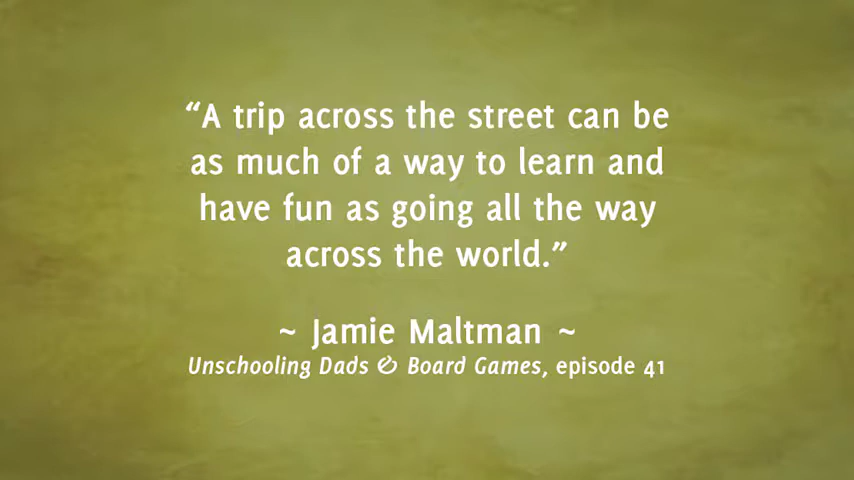 “A trip across the street can be
as much of a way to learn and
have fun as going all the way
across the world.”
~ Jamie Maltman ~
Unschooling Dads & Board Games, episode 41